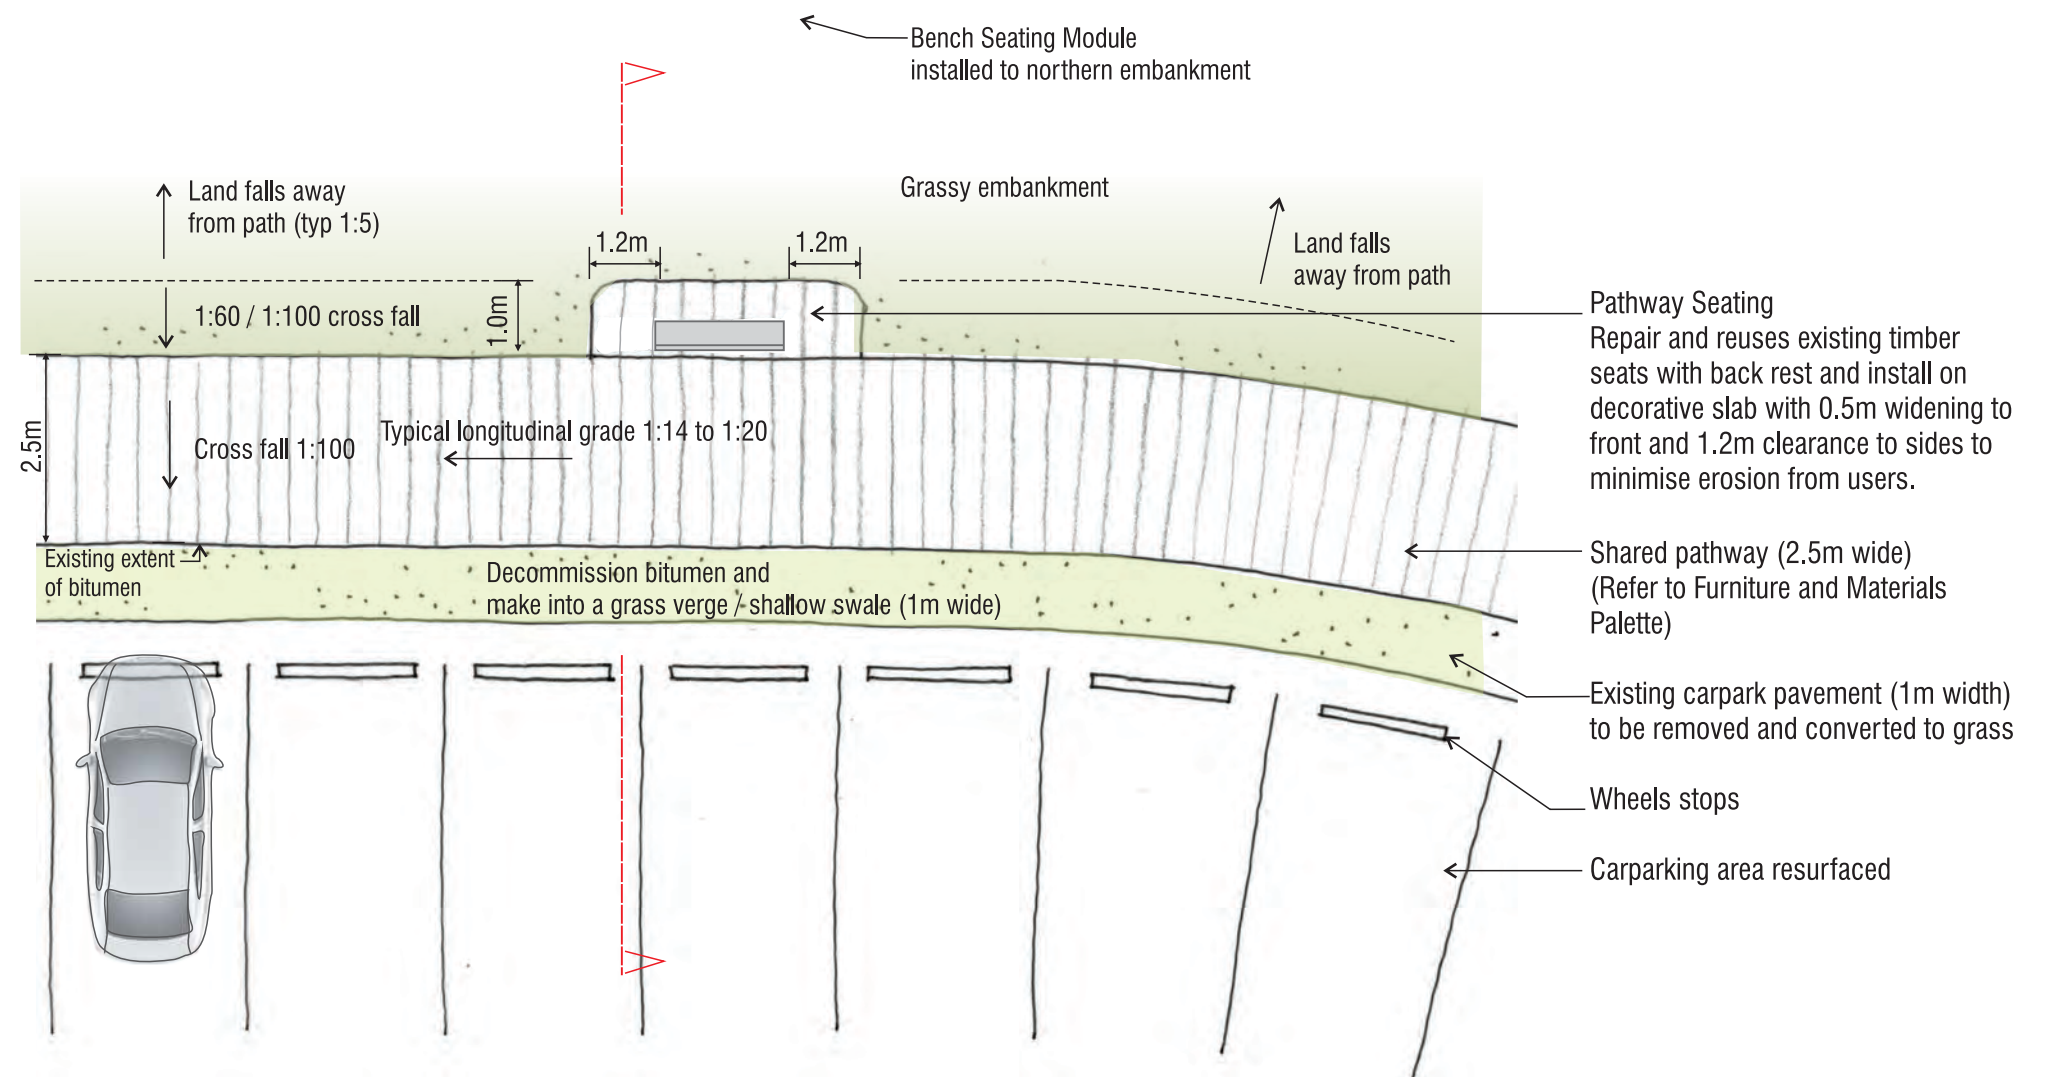 Bench Seating Module
installed to northern embankment
Land falls away
from path (typ 1:5)
Grassy embankment
1.2m
1.2m
Land falls
away from path
1:60 / 1:100 cross fall
1.0m
Pathway Seating
Repair and reuses existing timber
seats with back rest and install on
decorative slab with 0.5m widening to
front and 1.2m clearance to sides to
minimise erosion from users.
2.5m
Cross fall 1:100
Typical longitudinal grade 1:14 to 1:20
Existing extent
of bitumen
Decommission bitumen and
make into a grass verge / shallow swale (1m wide)
Shared pathway (2.5m wide)
(Refer to Furniture and Materials
Palette)
Existing carpark pavement (1m width)
to be removed and converted to grass
Wheels stops
Carparking area resurfaced